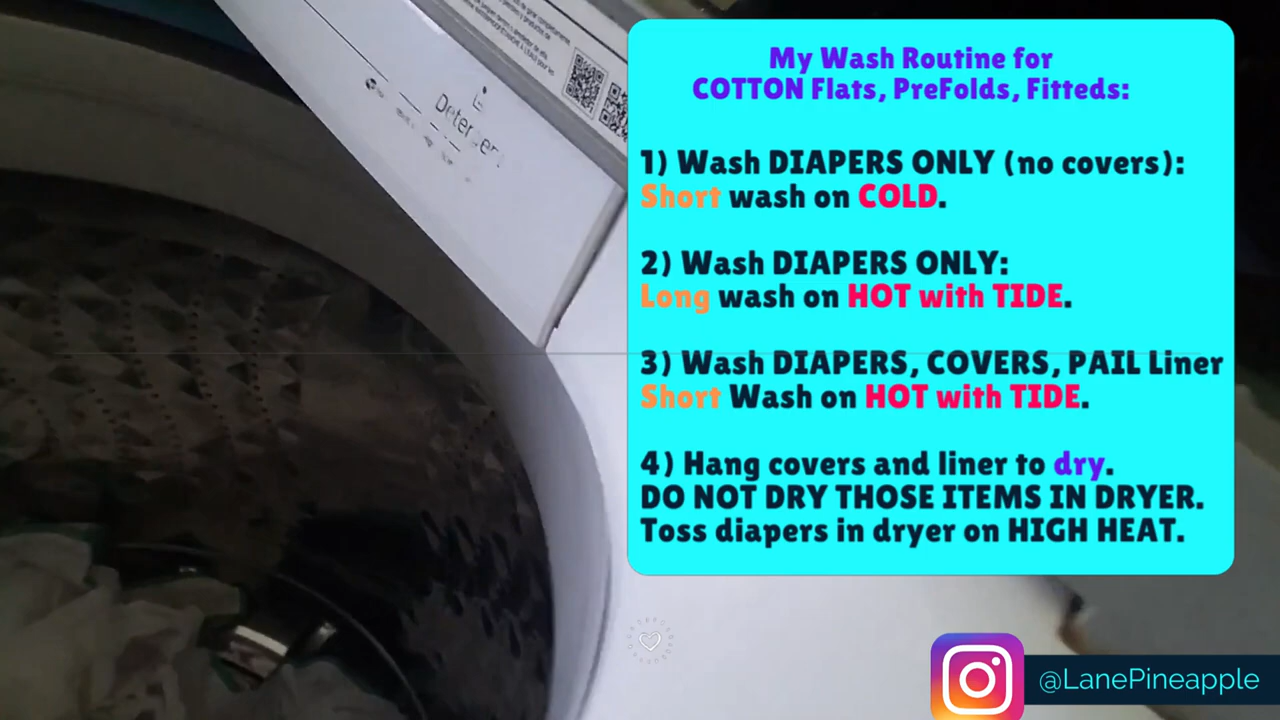 Detergent
My Wash Routine for
COTTON Flats, PreFolds, Fitteds:
1) Wash DIAPERS ONLY (no covers):
Short wash on COLD.
2) Wash DIAPERS ONLY:
Long wash on HOT with TIDE.
3) Wash DIAPERS, COVERS, PAIL Liner
Short Wash on HOT with TIDE.
4) Hang covers and liner to dry.
DO NOT DRY THOSE ITEMS IN DRYER.
Toss diapers in dryer on HIGH HEAT.
@LanePineapple